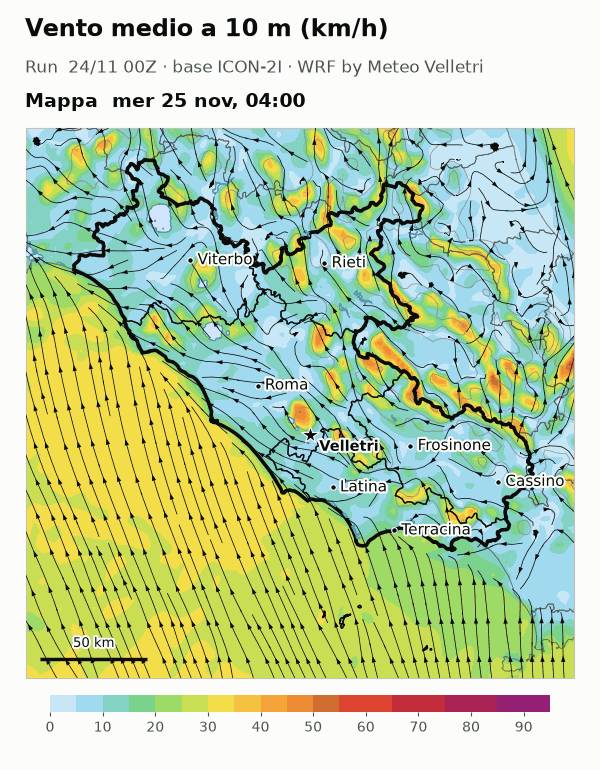 Vento medio a 10 m (km/h)
Run  24/11 00Z · base ICON-2I · WRF by Meteo Velletri
Mappa  mer 25 nov, 04:00
Viterbo
Rieti
Roma
Velletri
Frosinone
Latina
Cassino
Terracina
50 km
0 10 20 30 40 50 60 70 80 90